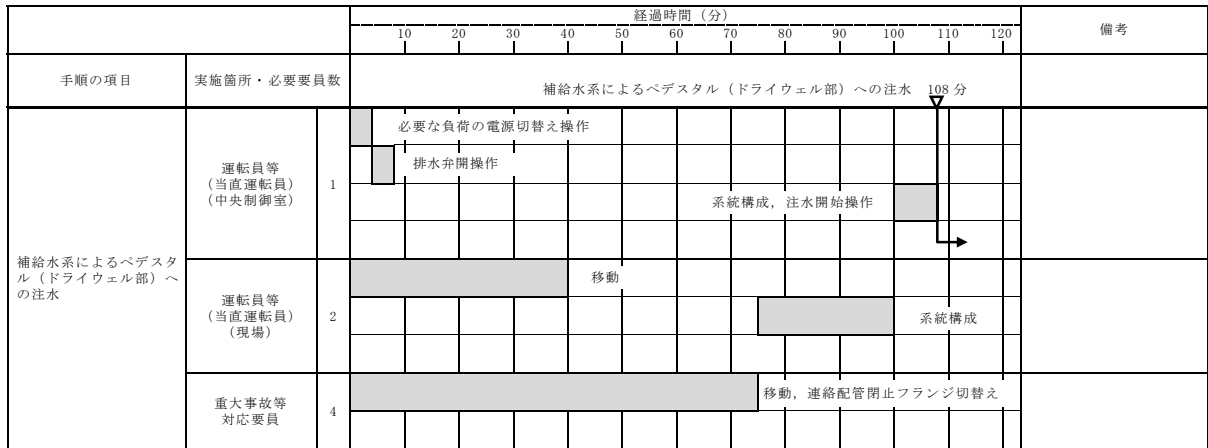 経過時間（分）
10 20 30 40 50 60 70 80 90 100 110 120
備考
手順の項目
実施箇所・必要要員数
補給水系によるペデスタル（ドライウェル部）への注水 108 分
必要な負荷の電源切替え操作
排水弁開操作
運転員等
（当直運転員）
（中央制御室）
1
系統構成，注水開始操作
補給水系によるペデスタ
ル（ドライウェル部）へ
の注水
移動
運転員等
（当直運転員）
（現場）
2
系統構成
重大事故等
対応要員
4
移動，連絡配管閉止フランジ切替え